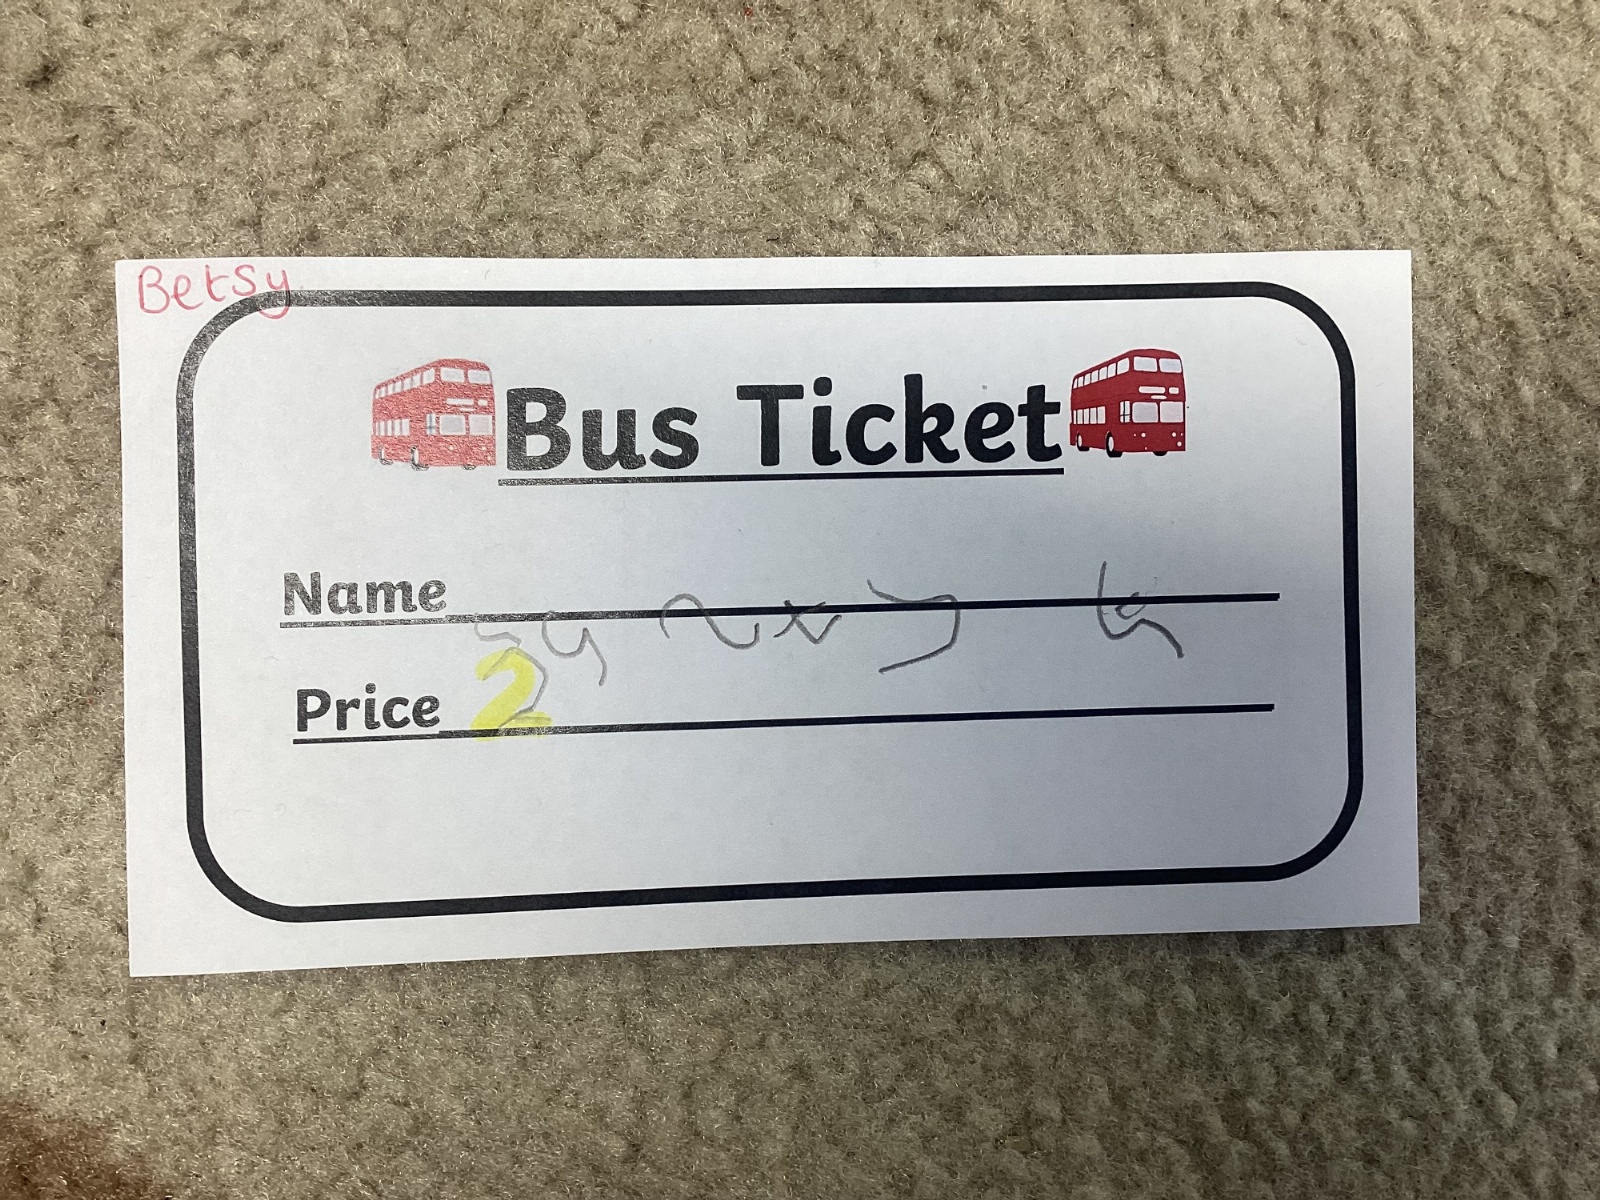 Betsy
Bus Ticket
Name
Price 2